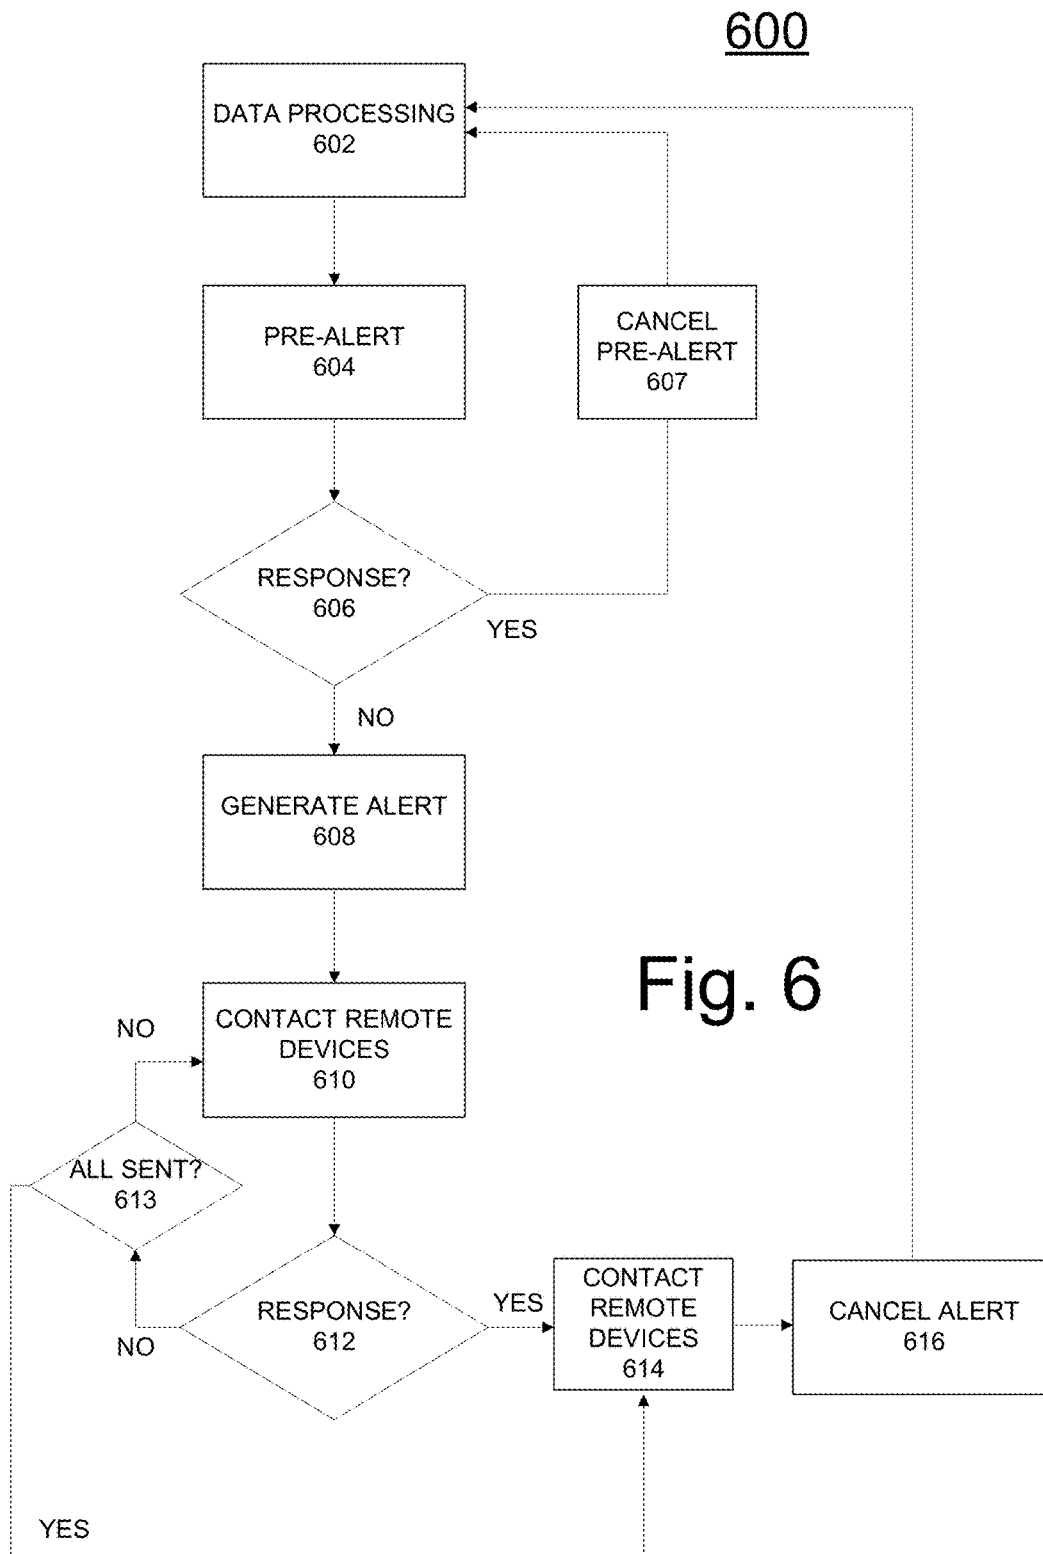 600
DATA PROCESSING
602
PRE-ALERT
604
CANCEL
PRE-ALERT
607
RESPONSE?
606
YES
NO
GENERATE ALERT
608
Fig. 6
CONTACT REMOTE
DEVICES
610
NO
ALL SENT?
613
RESPONSE?
612
NO
YES
CONTACT
REMOTE
DEVICES
614
CANCEL ALERT
616
YES